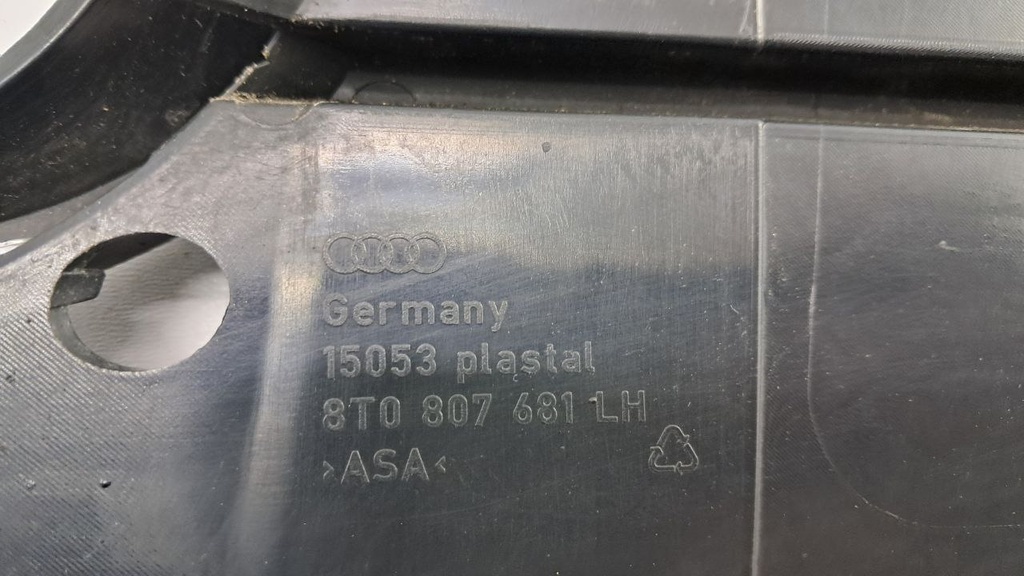 Germany
15053 plastal
8T0 807 681 LH
>ASA<